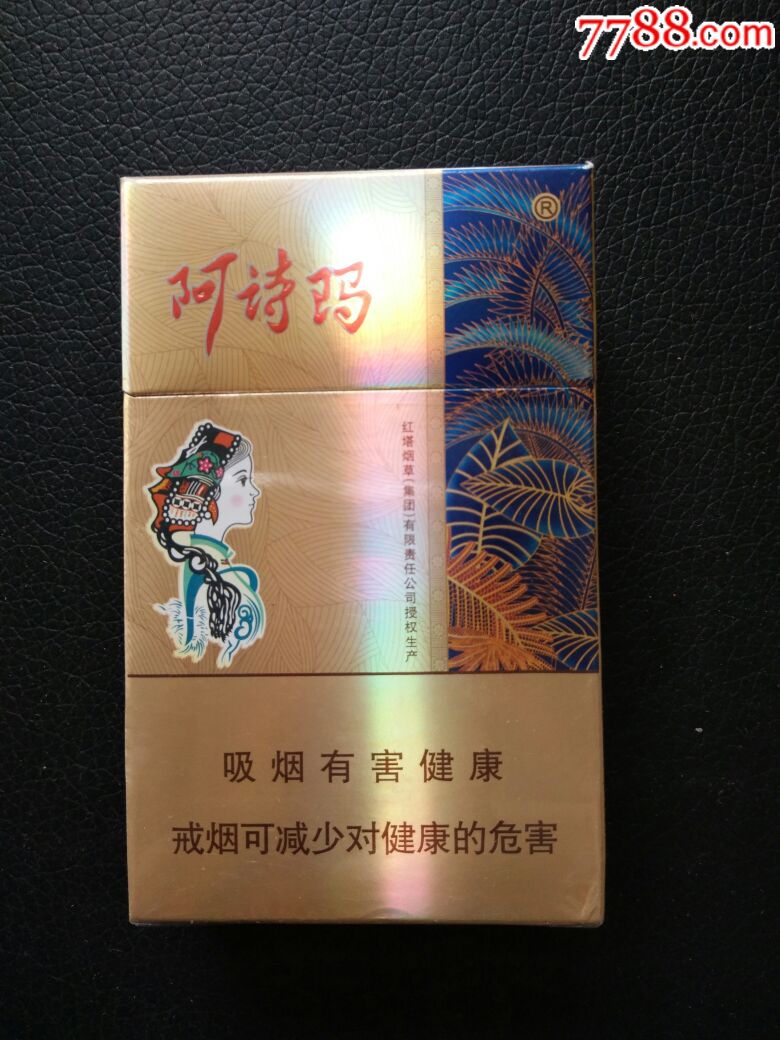 7788.com
®
阿诗玛
红塔烟草(集团)有限责任公司授权生产
吸烟有害健康
戒烟可减少对健康的危害